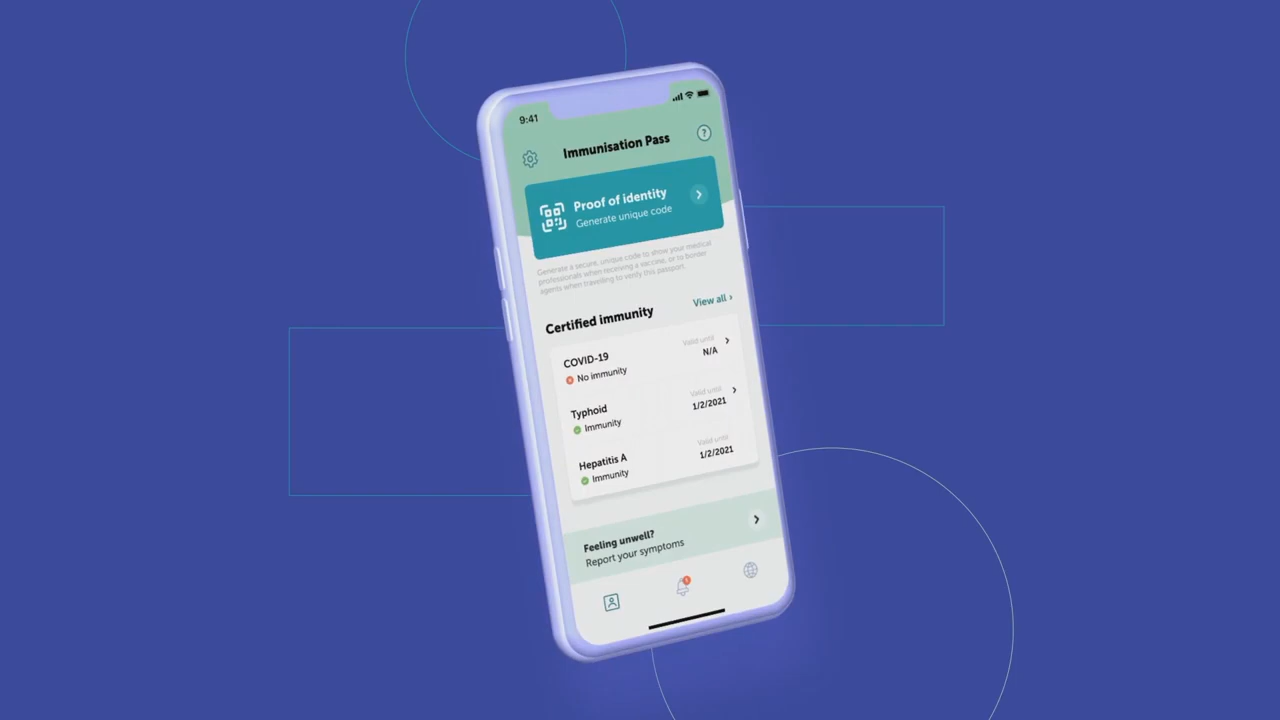 9:41
Immunisation Pass
?
Proof of identity
Generate unique code
Generate a secure, unique code to show your medical
professionals when receiving a vaccine, or to border
agents when travelling to verify this passport.
Certified immunity
View all ›
COVID-19
Valid until
No immunity
N/A
Typhoid
Valid until
Immunity
1/2/2021
Hepatitis A
Valid until
Immunity
1/2/2021
Feeling unwell?
Report your symptoms